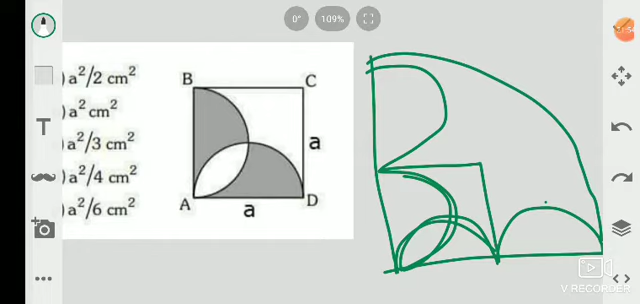 0° 109%
) a²/2 cm²
) a² cm²
) a²/3 cm²
) a²/4 cm²
) a²/6 cm²
B C
a
A D
a
T
V RECORDER